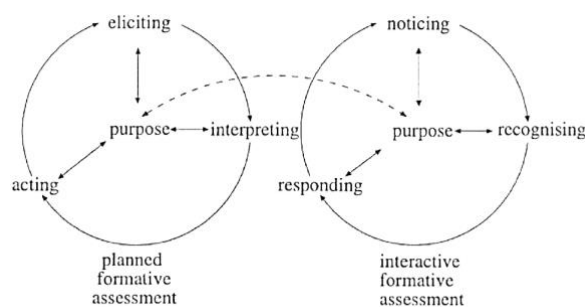 eliciting
noticing
purpose
interpreting
purpose
recognising
acting
responding
planned
formative
assessment
interactive
formative
assessment